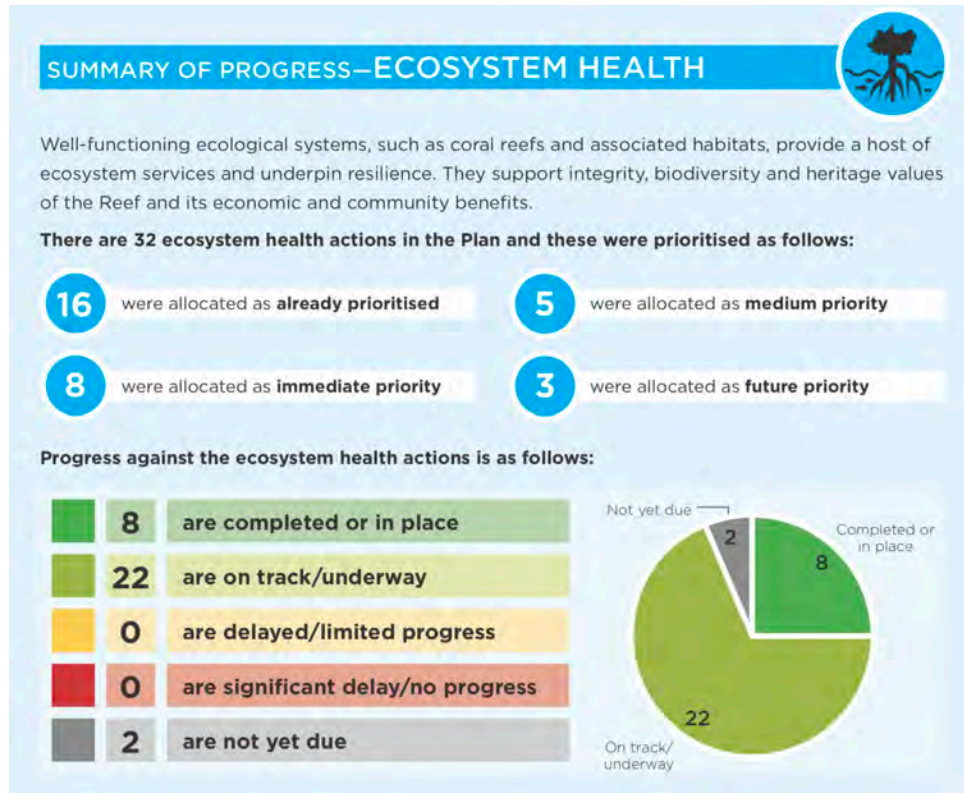 SUMMARY OF PROGRESS—ECOSYSTEM HEALTH
Well-functioning ecological systems, such as coral reefs and associated habitats, provide a host of
ecosystem services and underpin resilience. They support integrity, biodiversity and heritage values
of the Reef and its economic and community benefits.
There are 32 ecosystem health actions in the Plan and these were prioritised as follows:
16 were allocated as already prioritised
5 were allocated as medium priority
8 were allocated as immediate priority
3 were allocated as future priority
Progress against the ecosystem health actions is as follows:
8 are completed or in place
22 are on track/underway
0 are delayed/limited progress
0 are significant delay/no progress
2 are not yet due
Not yet due
2
Completed or
in place
8
22
On track/
underway